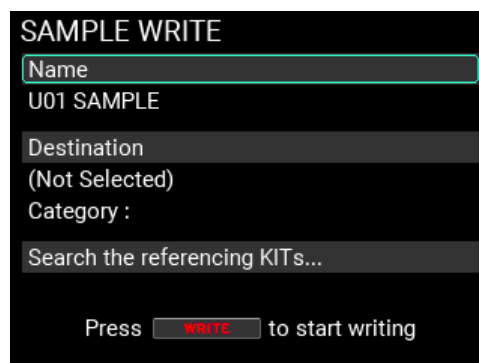 SAMPLE WRITE
Name
U01 SAMPLE
Destination
(Not Selected)
Category :
Search the referencing KITs...
Press WRITE to start writing